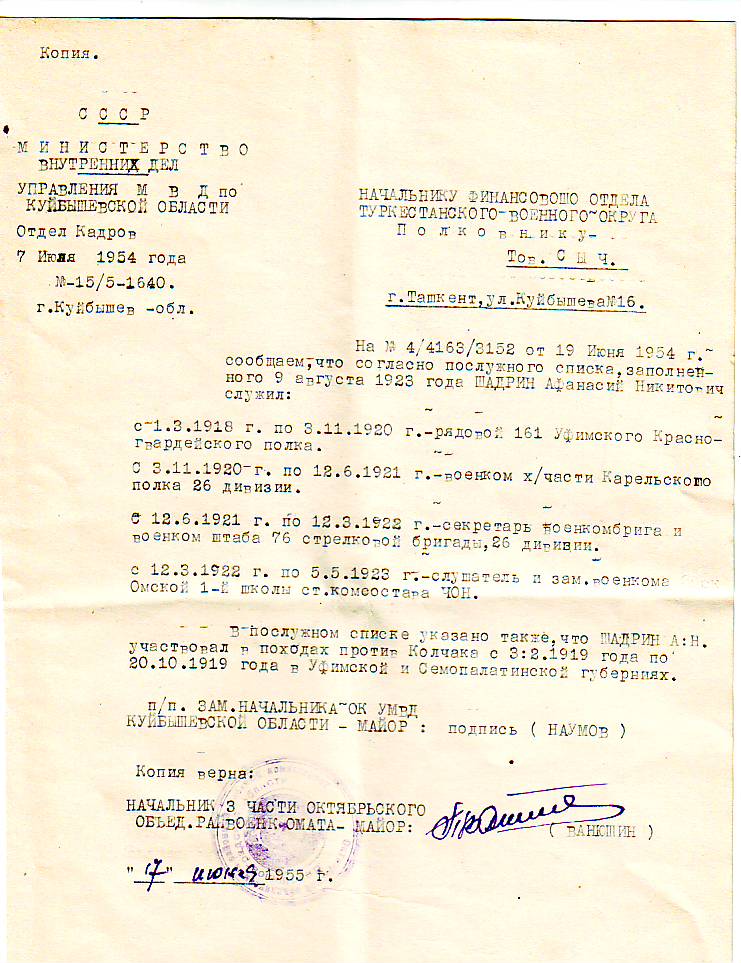 Копия.
С С С Р
М И Н И С Т Е Р С Т В О
ВНУТРЕННИХ ДЕЛ
УПРАВЛЕНИЯ М В Д по
КУЙБЫШЕВСКОЙ ОБЛАСТИ
Отдел Кадров
7 Июля 1954 года
№-15/5-1640.
г.Куйбышев -обл.
НАЧАЛЬНИКУ ФИНАНСОВОШО ОТДЕЛА
ТУРКЕСТАНСКОГО-ВОЕННОГО-ОКРУГА
П о л к о в н и к у-
Тов. С Ы Ч.
г.Ташкент,ул.Куйбышева№16.
На № 4/4163/3152 от 19 Июня 1954 г.
сообщаем,что согласно послужного списка,заполнен-
ного 9 августа 1923 года ШАДРИН Афанасий Никитович
служил:
с-1.3.1918 г. по 3.11.1920 г.-рядовой 161 Уфимского Красно-
гвардейского полка.
С 3.11.1920-г. по 12.6.1921 г.-военком х/части Карельского
полка 26 дивизии.
С 12.6.1921 г. по 12.3.1922 г.-секретарь военкомбрига и
военком штаба 76 стрелковой бригады,26 дивизии.
с 12.3.1922 г. по 5.5.1923 г.-слушатель и зам.военкома
Омской 1-й школы ст.комсостава ЧОН.
В-послужном списке указано также,что ШАДРИН А:Н.
участвовал в походах против Колчака с 3:2.1919 года по
20.10.1919 года в Уфимской и Семопалатинской губерниях.
п/п. ЗАМ.НАЧАЛЬНИКА ОК УМВД
КУЙБЫШЕВСКОЙ ОБЛАСТИ - МАЙОР : подпись ( НАУМОВ )
Копия верна:
НАЧАЛЬНИК 3 ЧАСТИ ОКТЯБРЬСКОГО
ОБЪЕД.РАЙВОЕНК-ОМАТА- МАЙОР: ( ВАНЮШИН )
"17" июня 1955 г.